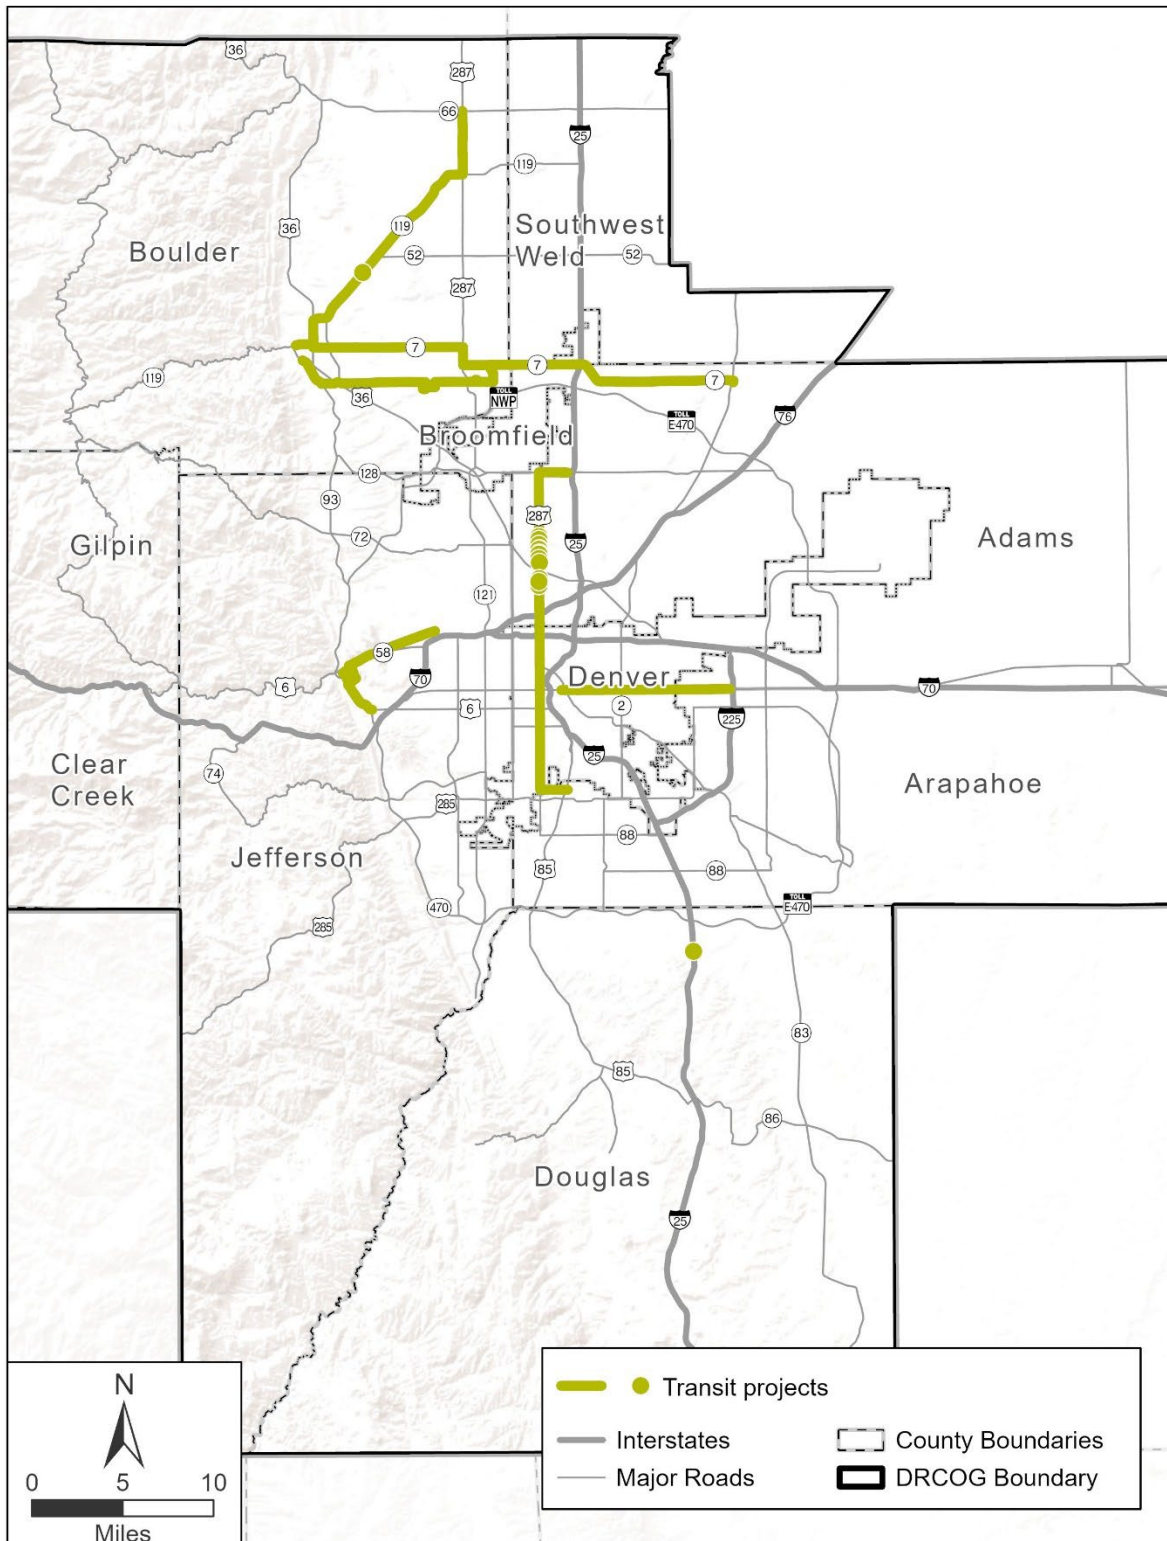 36
287
66
25
119
119
36
Southwest
Weld
Boulder
52
52
287
7
7
7
119
36
TOLL
NWP
TOLL
E-470
76
Broomfield
128
93
287
72
25
Gilpin
Adams
121
58
70
Denver
6
6
2
225
70
25
74
Clear
Creek
285
Arapahoe
88
Jefferson
85
88
470
TOLL
E-470
285
83
85
86
Douglas
25
N
0 5 10
Miles
Transit projects
Interstates
County Boundaries
Major Roads
DRCOG Boundary